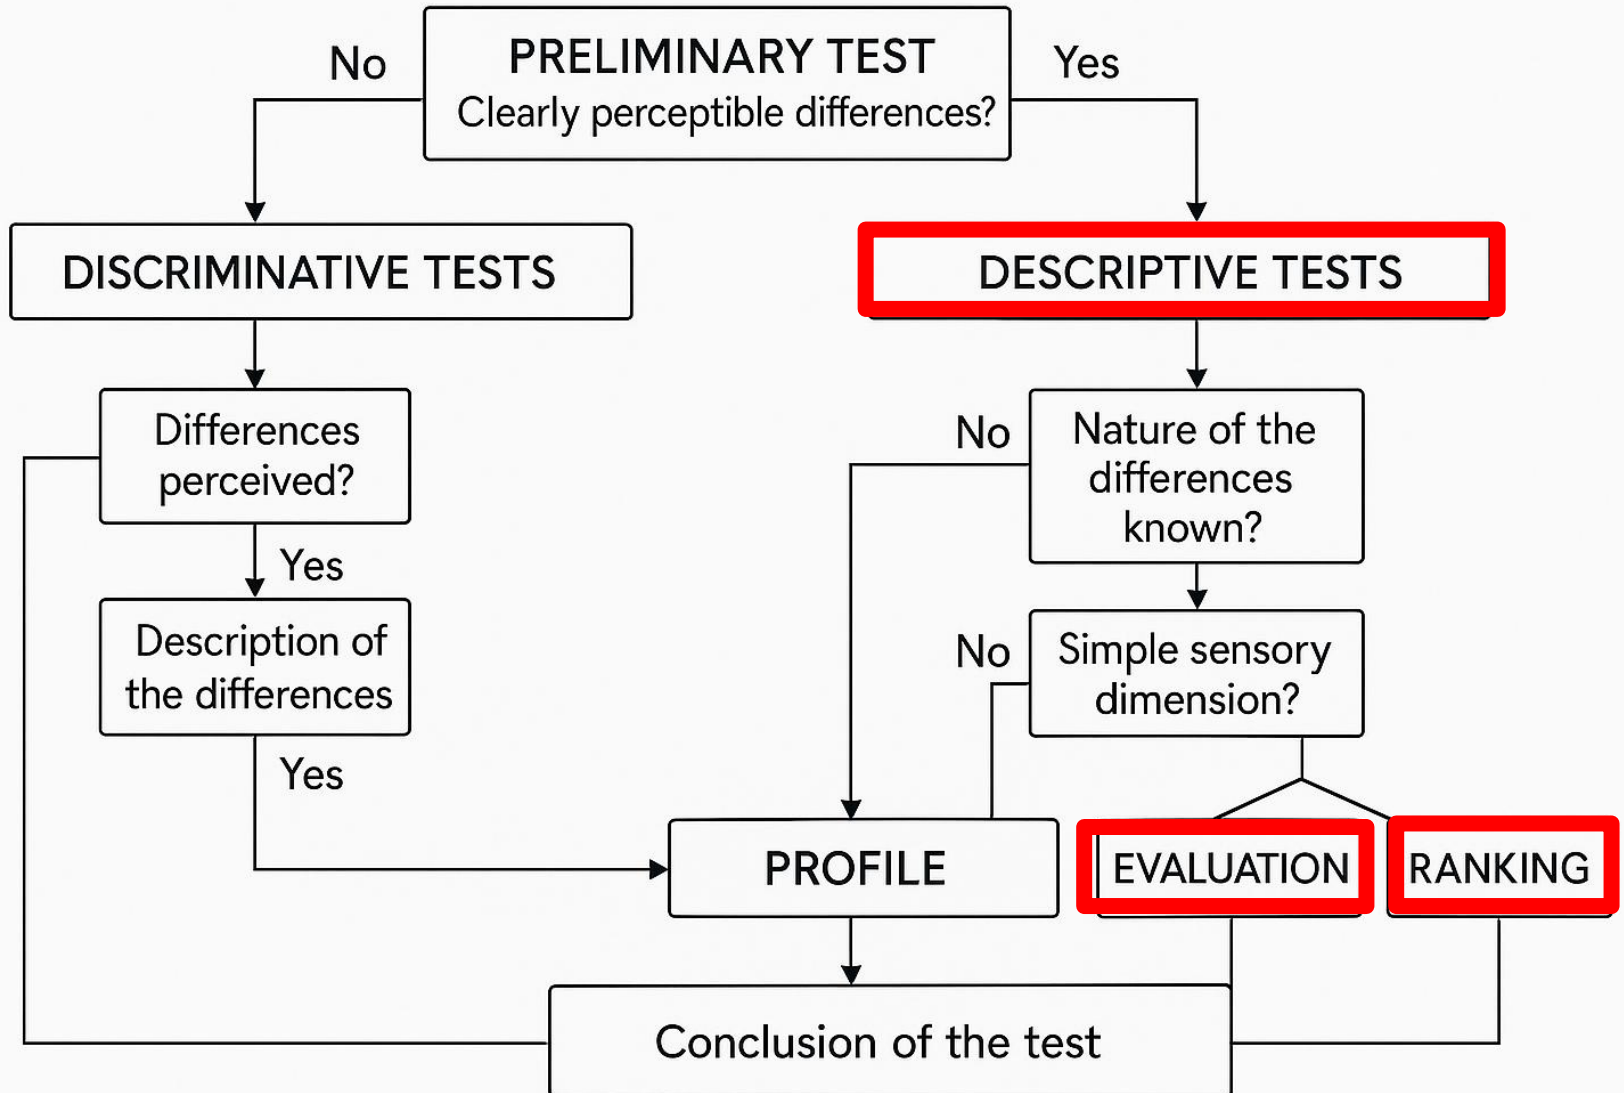 No
PRELIMINARY TEST
Yes
Clearly perceptible differences?
DISCRIMINATIVE TESTS
DESCRIPTIVE TESTS
Differences
perceived?
No
Nature of the
differences
known?
Yes
Description of
the differences
No
Simple sensory
dimension?
Yes
PROFILE
EVALUATION
RANKING
Conclusion of the test